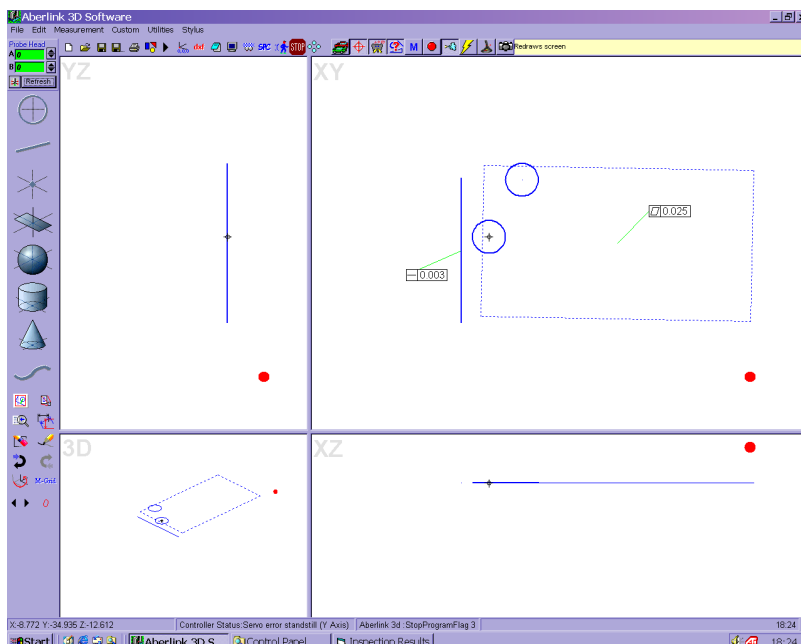 Aberlink 3D Software
File Edit Measurement Custom Utilities Stylus
Probe Head
A 0
B 0
Refresh
dxf SPC STOP M Redraws screen
YZ
XY
0.025
0.003
3D
XZ
M-Grid
0
X:-8.772 Y:-34.935 Z:-12.612 Controller Status:Servo error standstill (Y Axis) Aberlink 3d :StopProgramFlag 3 18:24
Start Aberlink 3D S... Control Panel Inspection Results 18:24